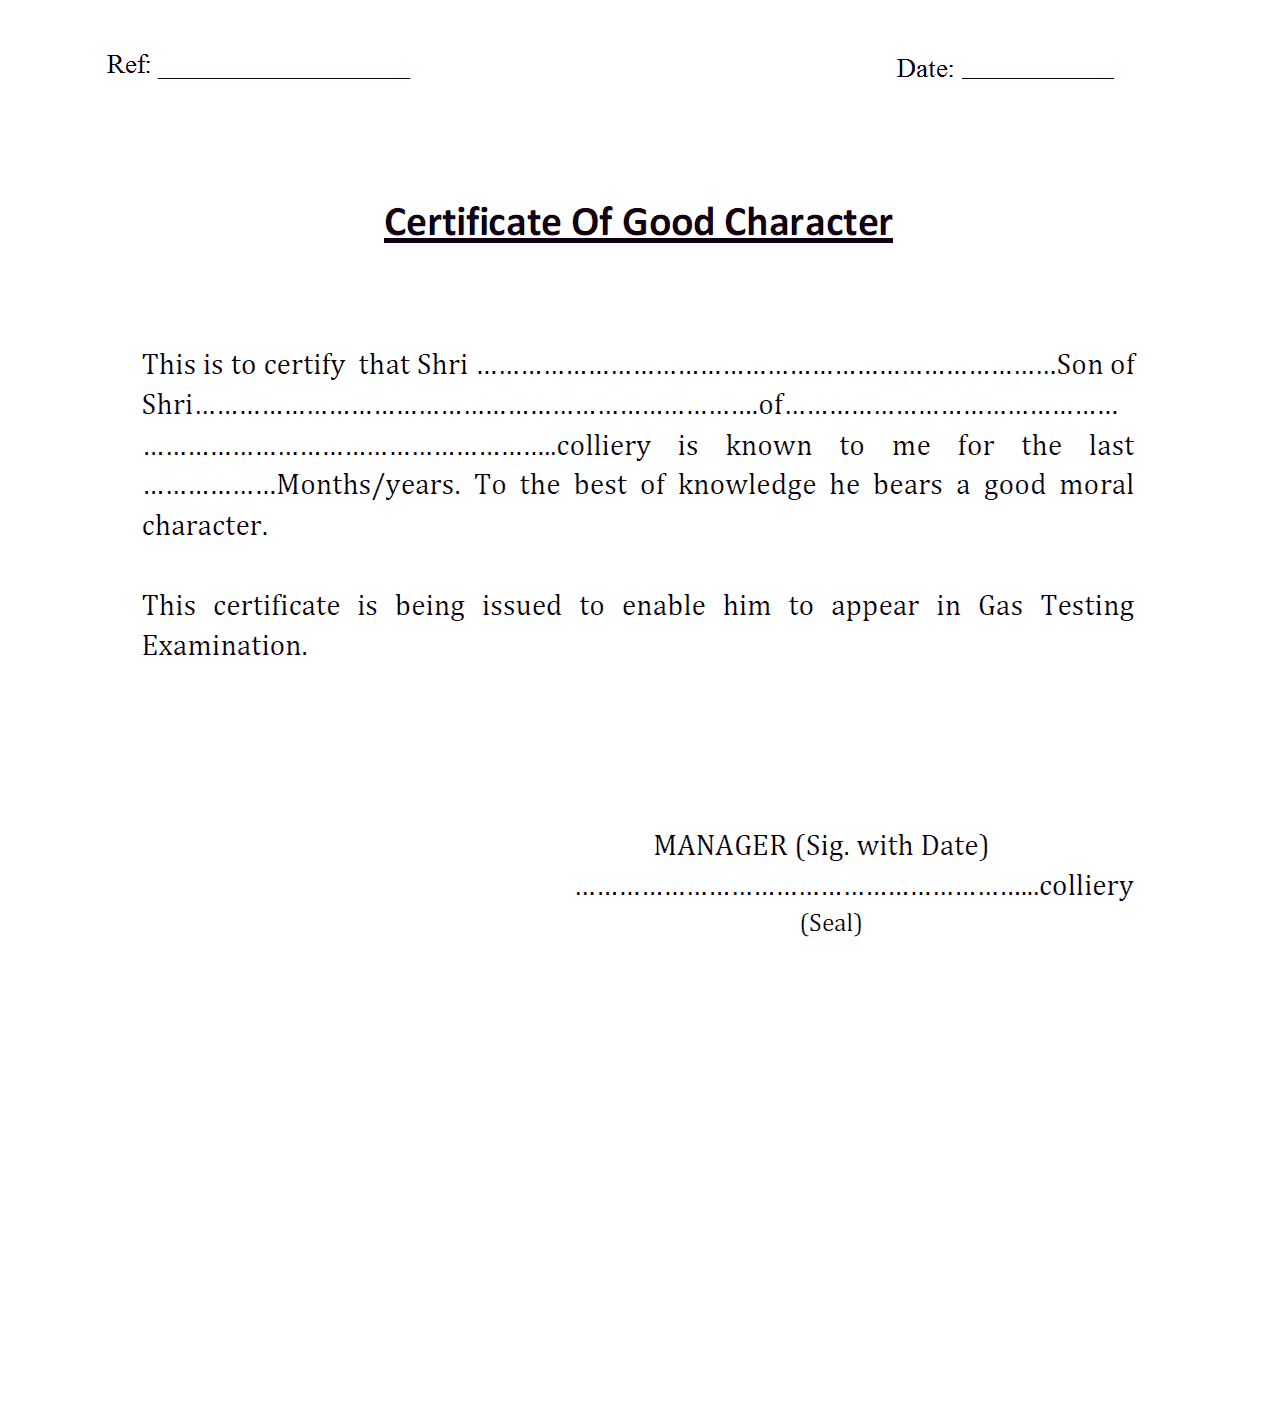 Ref: __________________ Date: ___________
Certificate Of Good Character
This is to certify  that Shri ……………………………………………………………………Son of
Shri………………………………………………………………….of………………………………………
………………………………………………..colliery is known to me for the last
………………Months/years. To the best of knowledge he bears a good moral
character.
This certificate is being issued to enable him to appear in Gas Testing
Examination.
MANAGER (Sig. with Date)
……………………………………………………...colliery
(Seal)